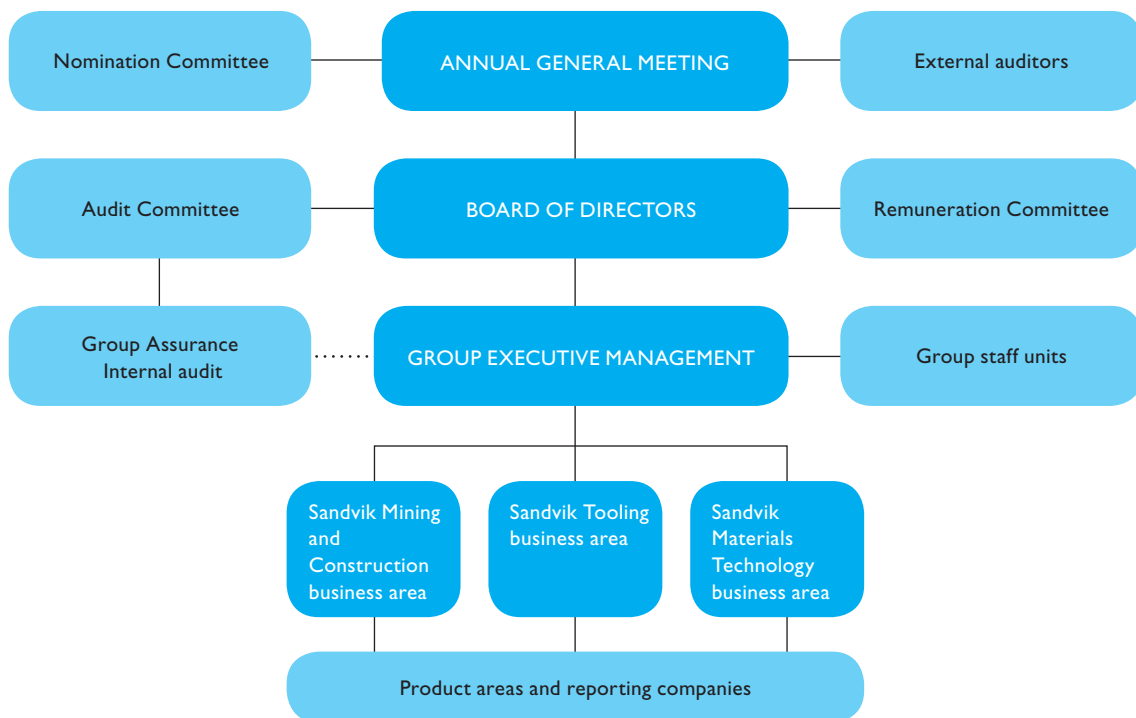 Nomination Committee
ANNUAL GENERAL MEETING
External auditors
Audit Committee
BOARD OF DIRECTORS
Remuneration Committee
Group Assurance
Internal audit
GROUP EXECUTIVE MANAGEMENT
Group staff units
Sandvik Mining
and
Construction
business area
Sandvik Tooling
business area
Sandvik
Materials
Technology
business area
Product areas and reporting companies